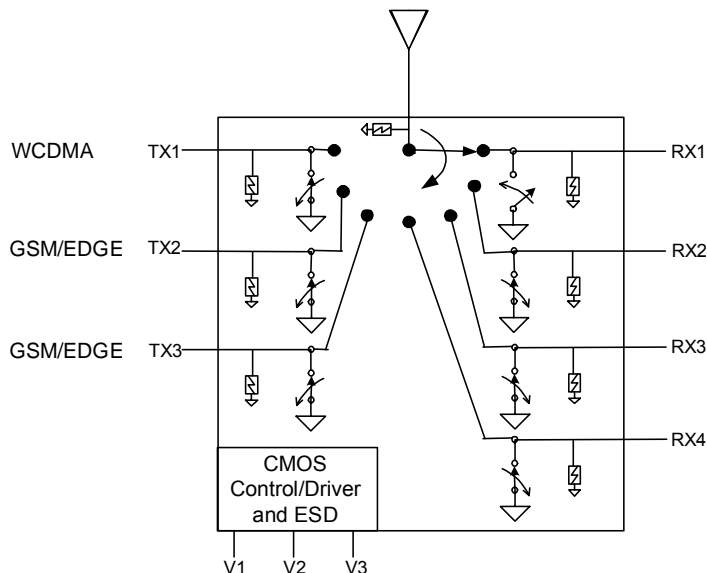 WCDMA TX1 RX1
GSM/EDGE TX2 RX2
GSM/EDGE TX3 RX3
RX4
CMOS
Control/Driver
and ESD
V1 V2 V3